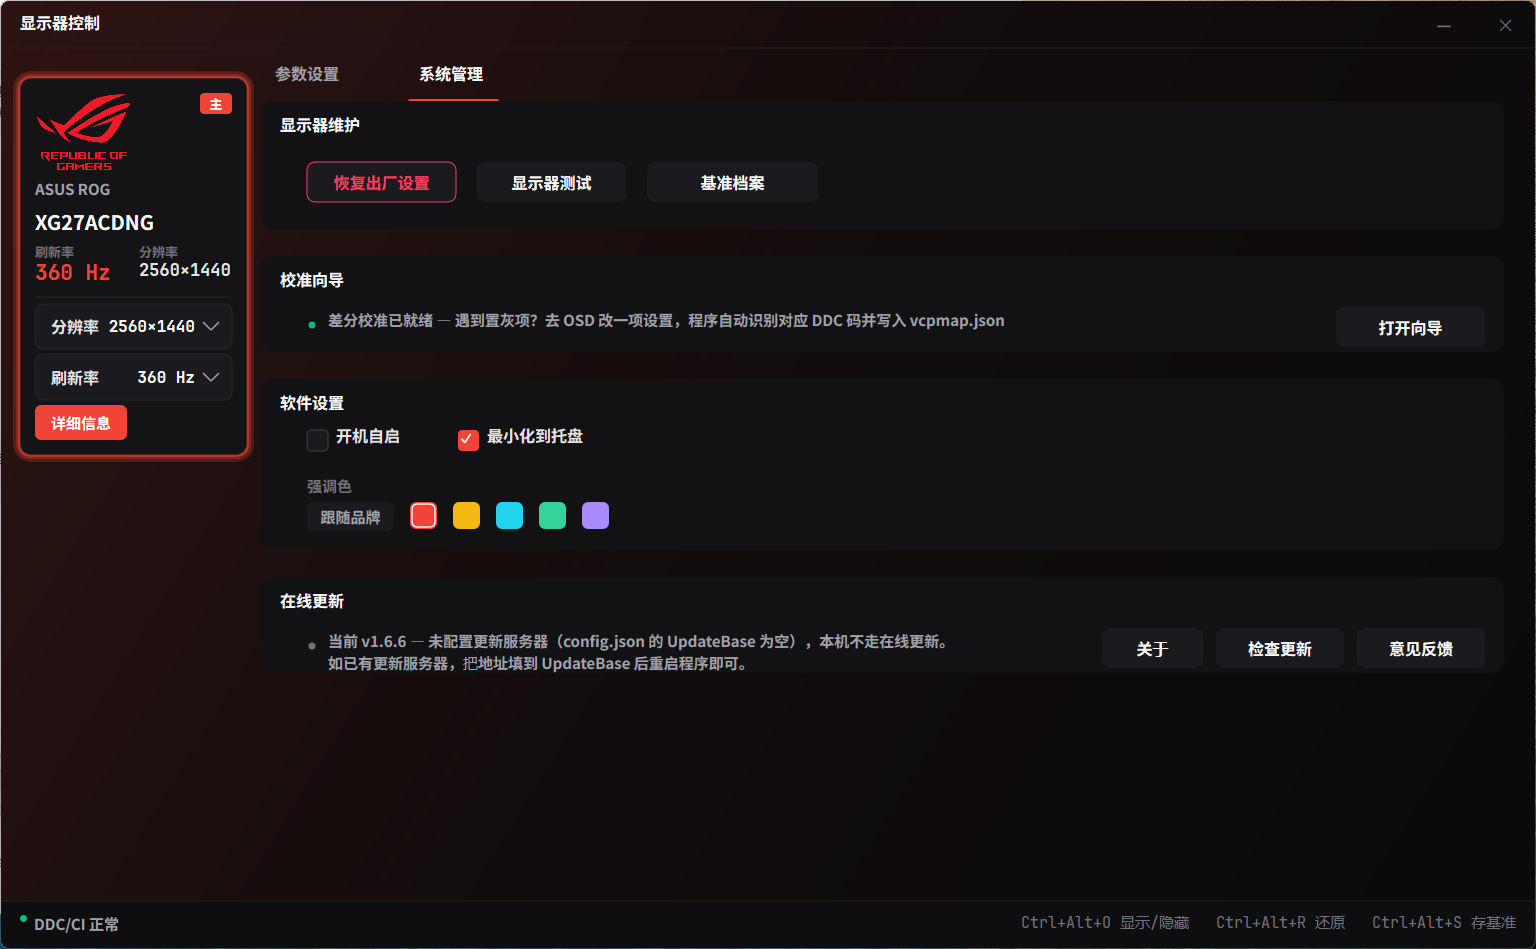 显示器控制
参数设置
系统管理
主
REPUBLIC OF
GAMERS
ASUS ROG
XG27ACDNG
刷新率
分辨率
360 Hz
2560×1440
分辨率 2560×1440
刷新率 360 Hz
详细信息
显示器维护
恢复出厂设置
显示器测试
基准档案
校准向导
差分校准已就绪 — 遇到置灰项？去 OSD 改一项设置，程序自动识别对应 DDC 码并写入 vcpmap.json
打开向导
软件设置
开机自启
最小化到托盘
强调色
跟随品牌
在线更新
当前 v1.6.6 — 未配置更新服务器（config.json 的 UpdateBase 为空），本机不走在线更新。
如已有更新服务器，把地址填到 UpdateBase 后重启程序即可。
关于
检查更新
意见反馈
DDC/CI 正常
Ctrl+Alt+O 显示/隐藏
Ctrl+Alt+R 还原
Ctrl+Alt+S 存基准